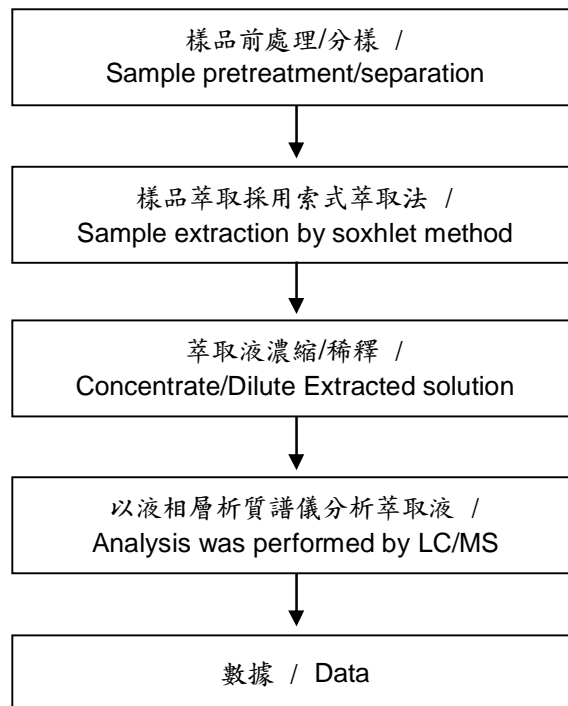 樣品前處理/分樣 /
Sample pretreatment/separation
樣品萃取採用索式萃取法 /
Sample extraction by soxhlet method
萃取液濃縮/稀釋 /
Concentrate/Dilute Extracted solution
以液相層析質譜儀分析萃取液 /
Analysis was performed by LC/MS
數據 / Data